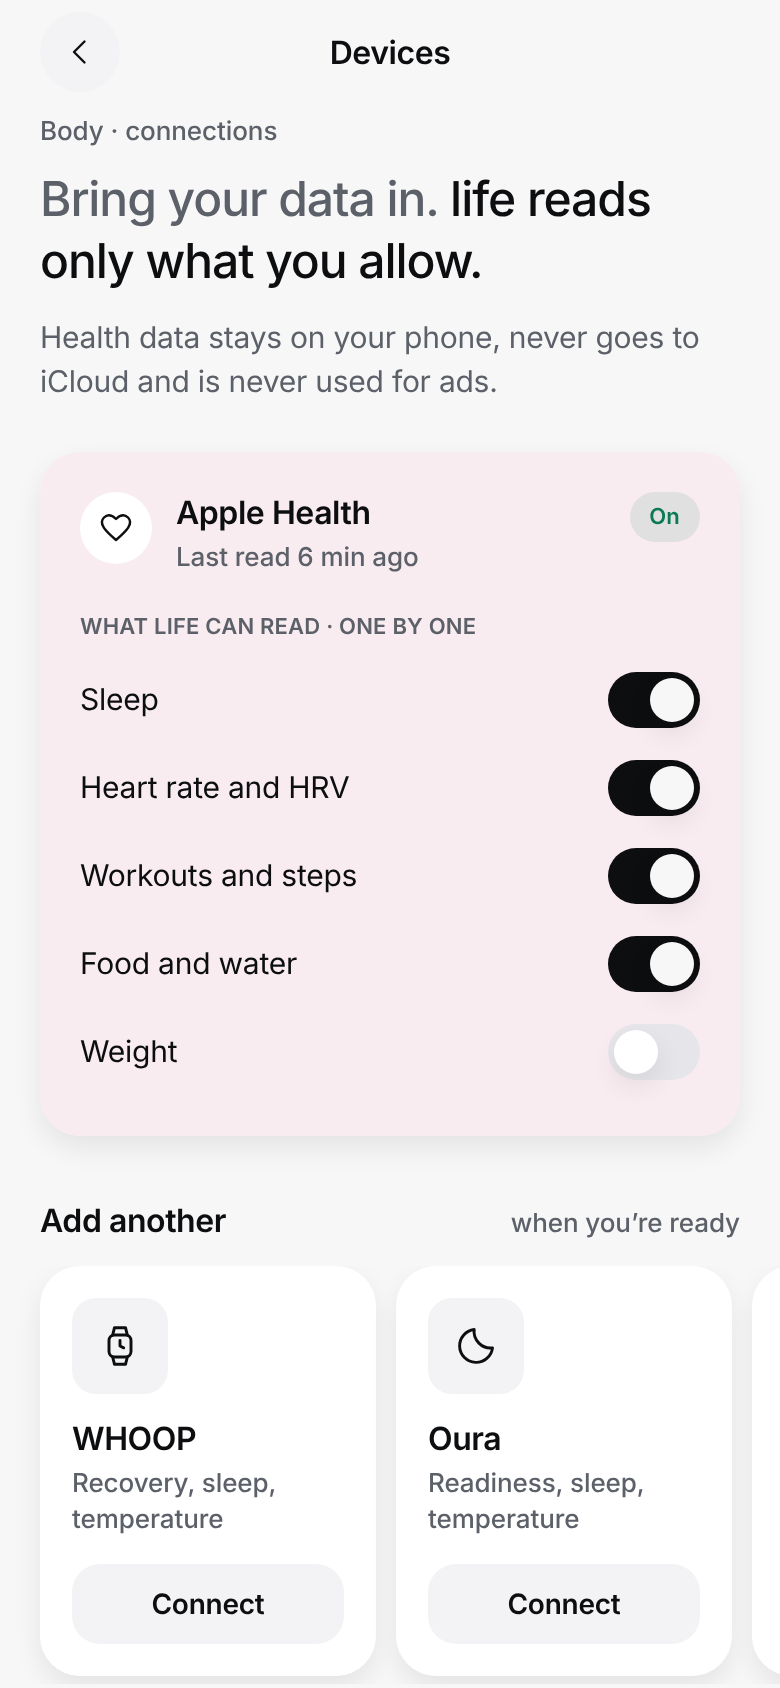 Devices
Body · connections
Bring your data in. life reads
only what you allow.
Health data stays on your phone, never goes to
iCloud and is never used for ads.
Apple Health
On
Last read 6 min ago
WHAT LIFE CAN READ · ONE BY ONE
Sleep
Heart rate and HRV
Workouts and steps
Food and water
Weight
Add another
when you’re ready
WHOOP
Recovery, sleep,
temperature
Connect
Oura
Readiness, sleep,
temperature
Connect